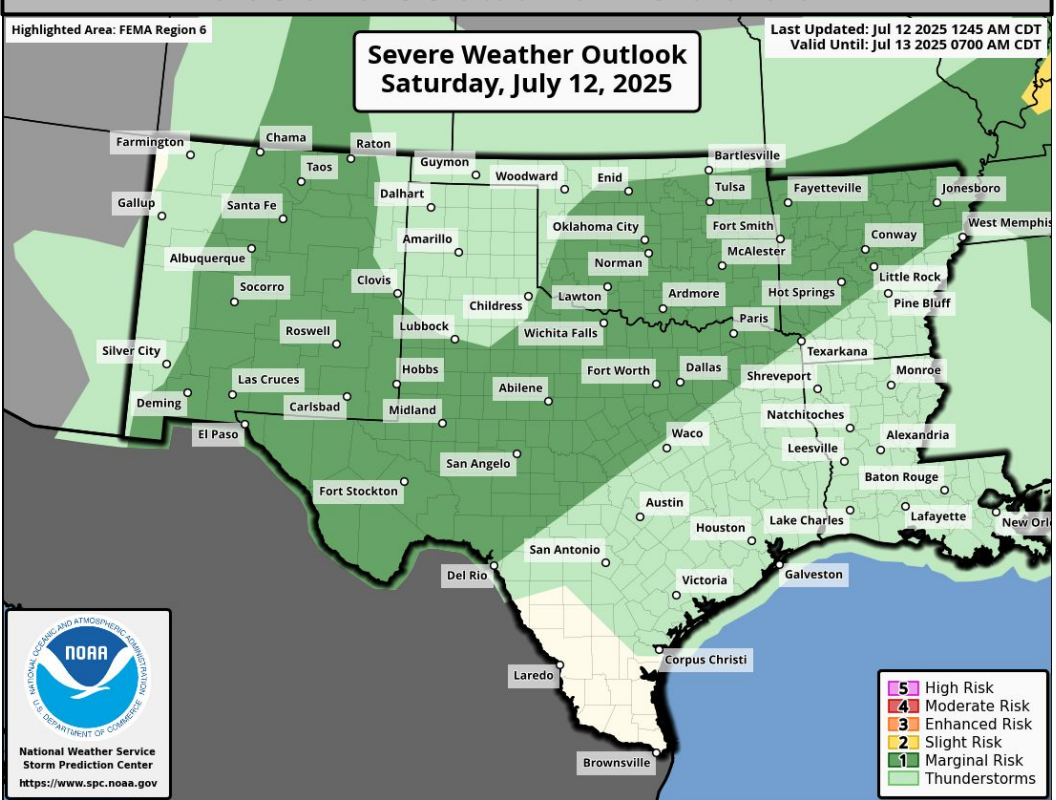 Highlighted Area: FEMA Region 6
Last Updated: Jul 12 2025 1245 AM CDT
Valid Until: Jul 13 2025 0700 AM CDT
Severe Weather Outlook
Saturday, July 12, 2025
Farmington
Chama
Raton
Taos
Guymon
Woodward
Enid
Bartlesville
Tulsa
Fayetteville
Jonesboro
Gallup
Santa Fe
Dalhart
Oklahoma City
Fort Smith
West Memphis
Albuquerque
Amarillo
Norman
McAlester
Conway
Socorro
Clovis
Childress
Lawton
Ardmore
Hot Springs
Little Rock
Pine Bluff
Roswell
Lubbock
Wichita Falls
Paris
Silver City
Texarkana
Las Cruces
Hobbs
Abilene
Fort Worth
Dallas
Shreveport
Monroe
Deming
Carlsbad
Midland
El Paso
Natchitoches
Waco
Alexandria
Leesville
San Angelo
Baton Rouge
Fort Stockton
Austin
Houston
Lake Charles
Lafayette
New Orl
San Antonio
Del Rio
Victoria
Galveston
Corpus Christi
Laredo
Brownsville
NATIONAL OCEANIC AND ATMOSPHERIC ADMINISTRATION
NOAA
U.S. DEPARTMENT OF COMMERCE
National Weather Service
Storm Prediction Center
https://www.spc.noaa.gov
5 High Risk
4 Moderate Risk
3 Enhanced Risk
2 Slight Risk
1 Marginal Risk
Thunderstorms